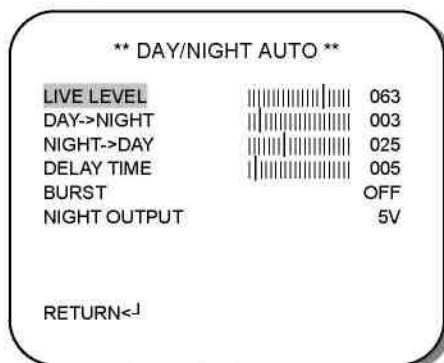 ** DAY/NIGHT AUTO **
LIVE LEVEL 063
DAY->NIGHT 003
NIGHT->DAY 025
DELAY TIME 005
BURST OFF
NIGHT OUTPUT 5V
RETURN<┘